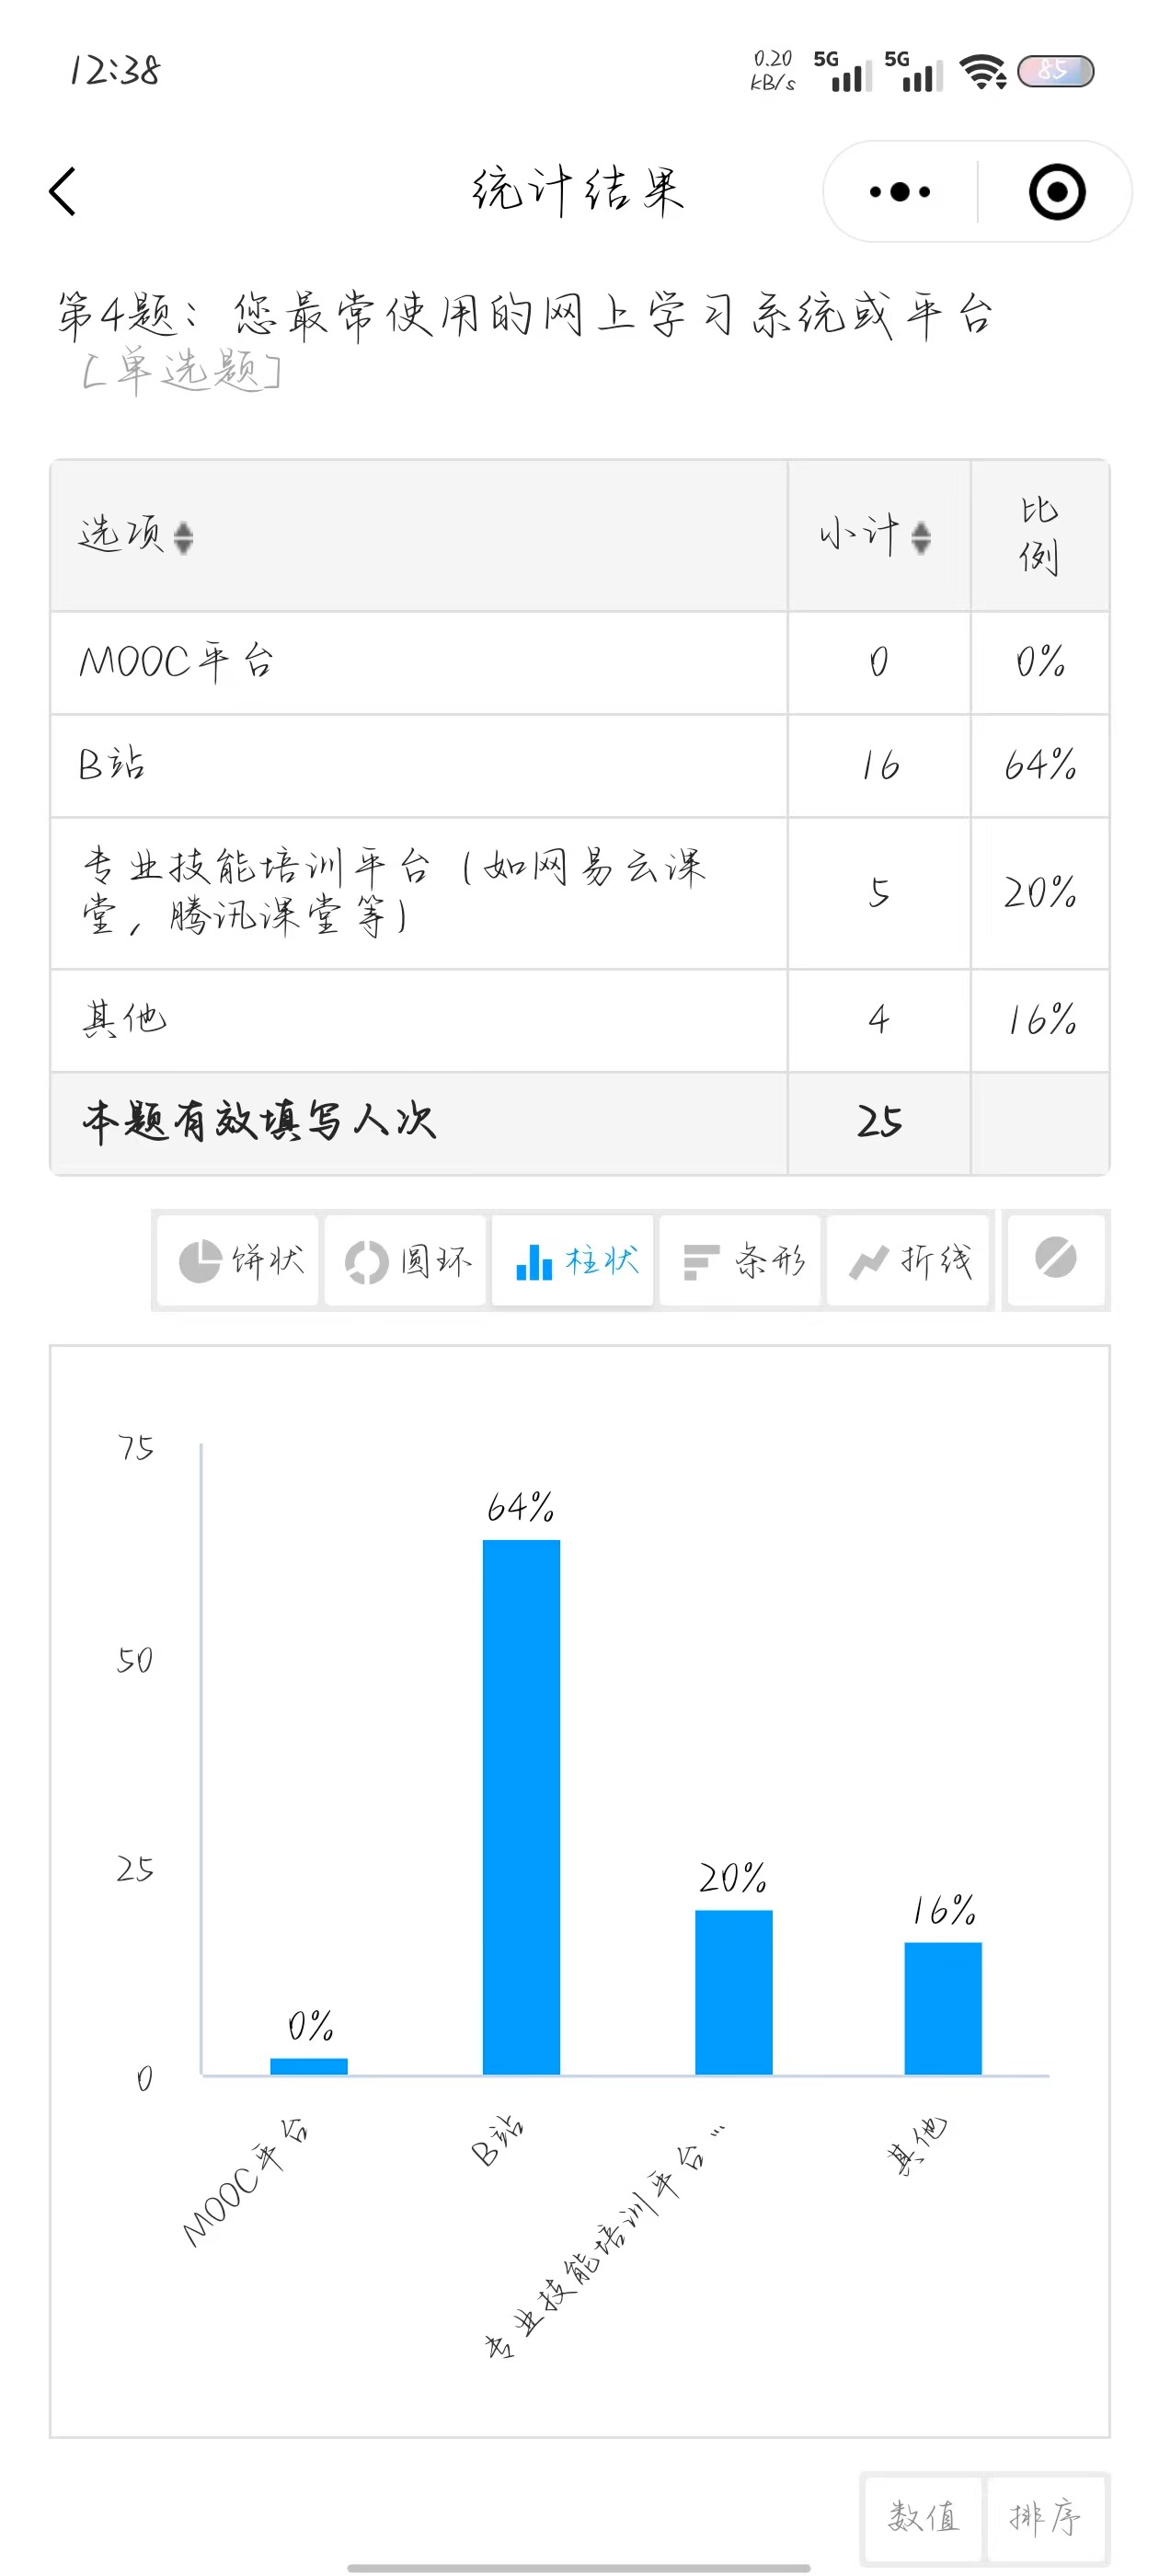 12:38
0.20
kB/s
5G
5G
85
统计结果
第4题：您最常使用的网上学习系统或平台
[单选题]
选项 小计 比
例
MOOC平台 0 0%
B站 16 64%
专业技能培训平台（如网易云课
堂，腾讯课堂等） 5 20%
其他 4 16%
本题有效填写人次 25
饼状 圆环 柱状 条形 折线
75
50
25
0
0%
64%
20%
16%
MOOC平台
B站
专业技能培训平台...
其他
数值 排序